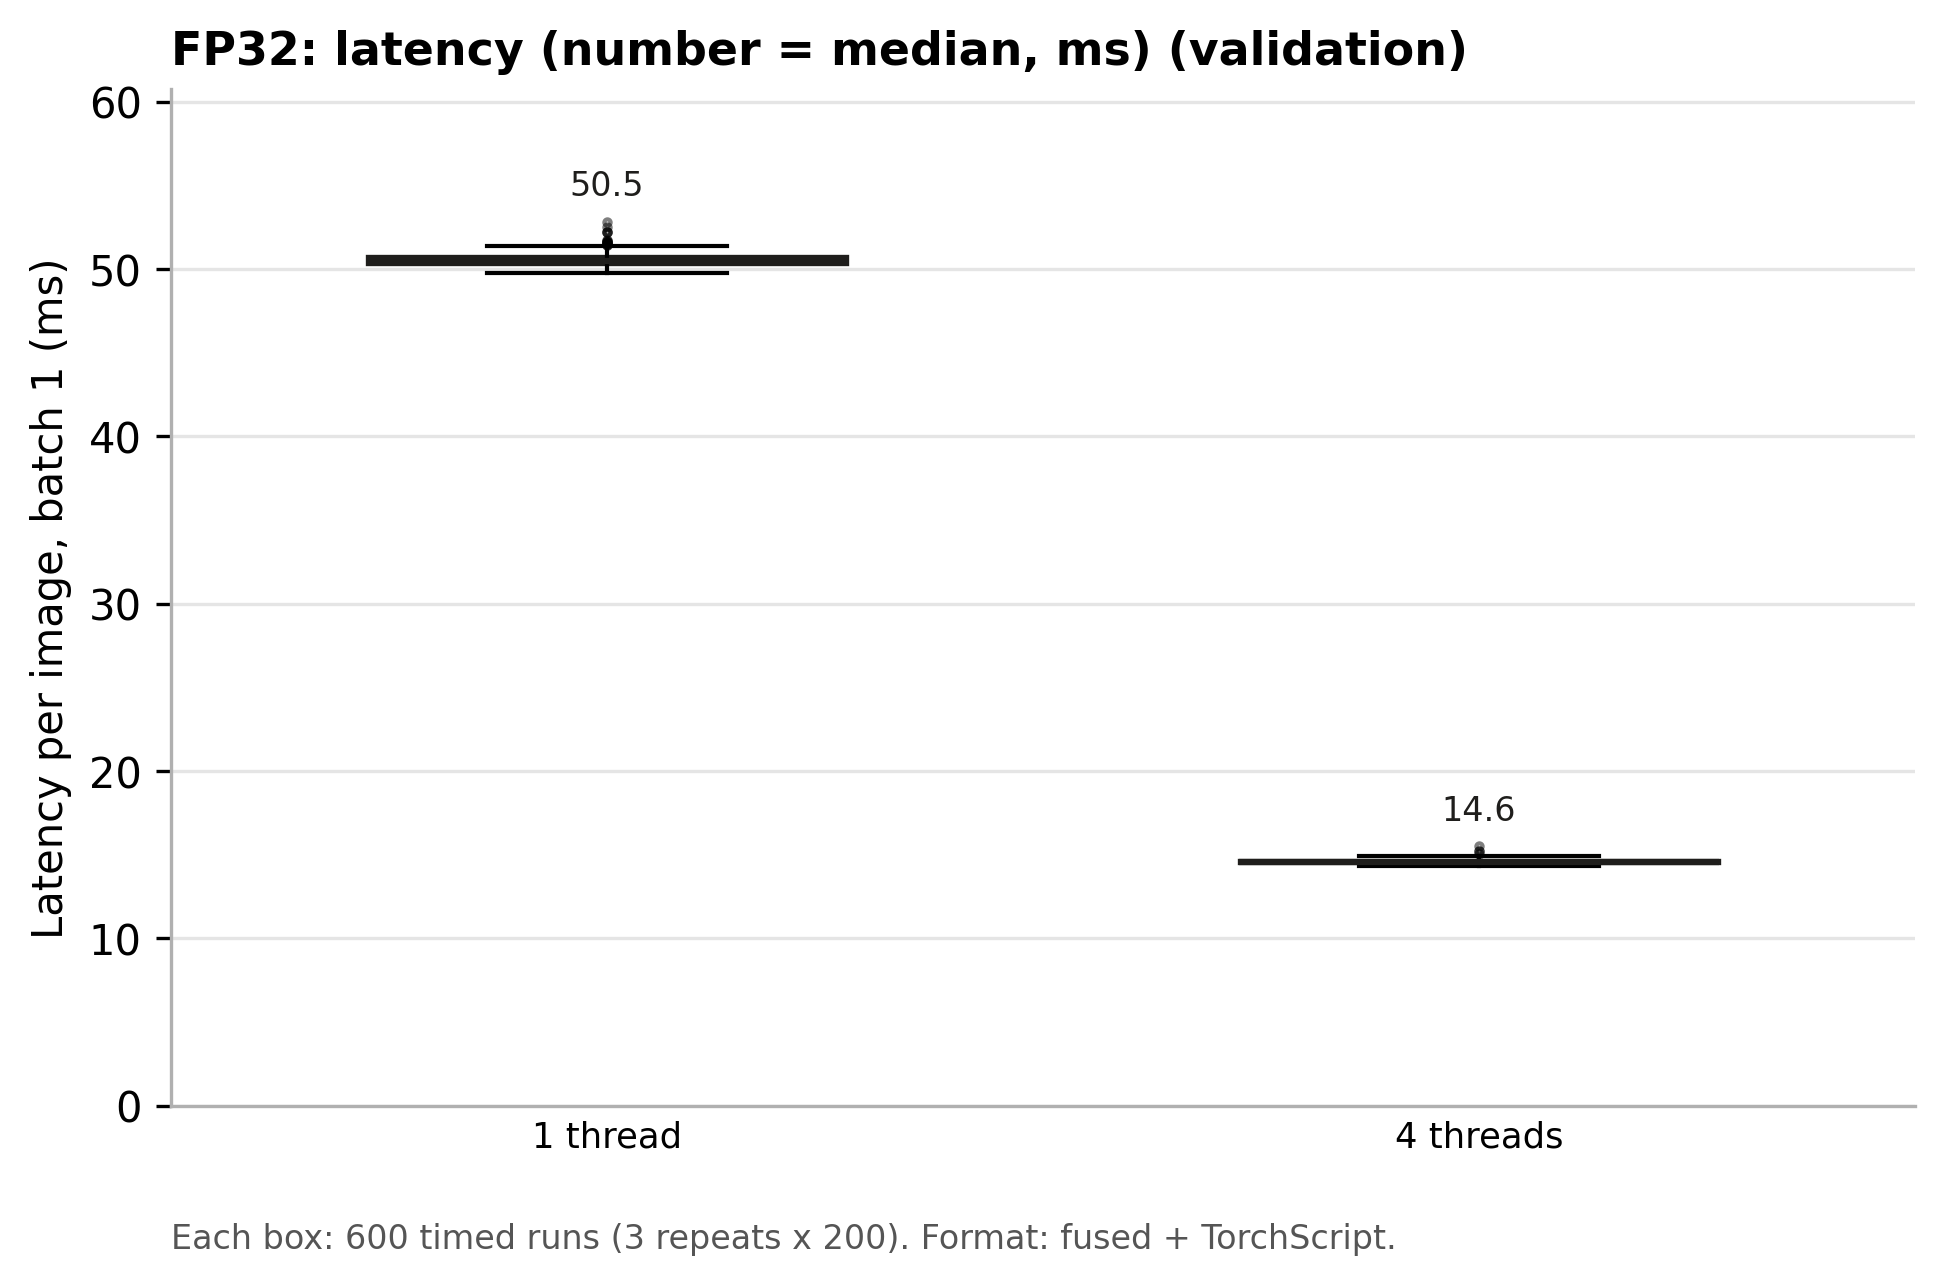 FP32: latency (number = median, ms) (validation)
60
50
40
30
20
10
0
Latency per image, batch 1 (ms)
50.5
14.6
1 thread
4 threads
Each box: 600 timed runs (3 repeats x 200). Format: fused + TorchScript.